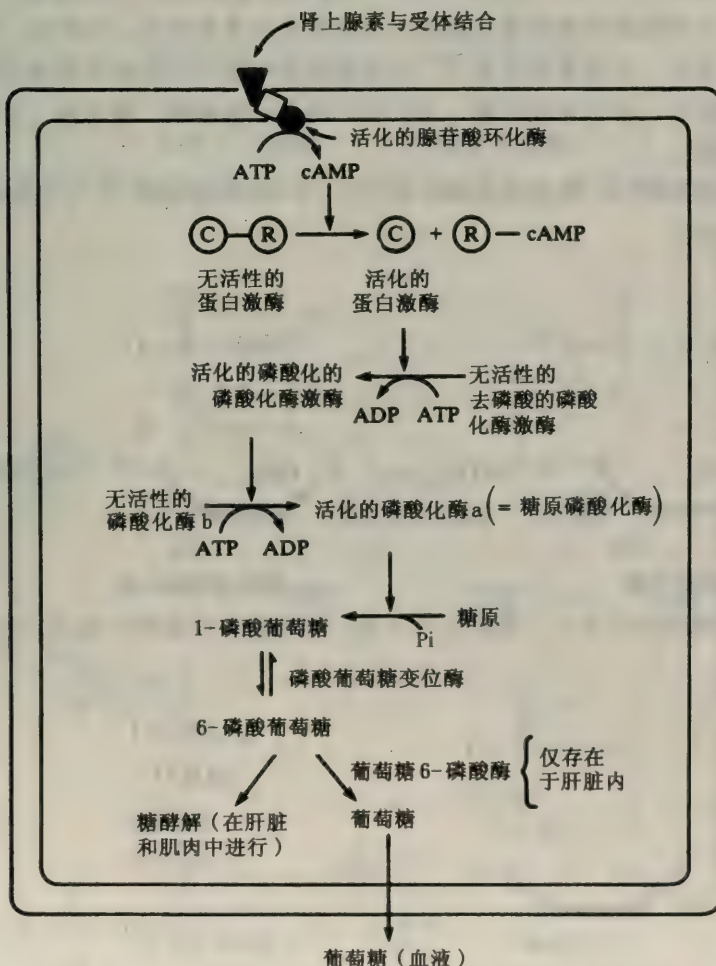 肾上腺素与受体结合
活化的腺苷酸环化酶
ATP cAMP
C R C + R cAMP
无活性的
蛋白激酶
活化的
蛋白激酶
活化的磷酸化的
磷酸化酶激酶
无活性的
去磷酸的磷酸
化酶激酶
ADP ATP
无活性的
磷酸化酶 b
活化的磷酸化酶 a (= 糖原磷酸化酶)
ATP ADP
1-磷酸葡萄糖
糖原
Pi
磷酸葡萄糖变位酶
6-磷酸葡萄糖
葡萄糖 6-磷酸酶
仅存在
于肝脏内
糖酵解（在肝脏
和肌肉中进行）
葡萄糖
葡萄糖（血液）